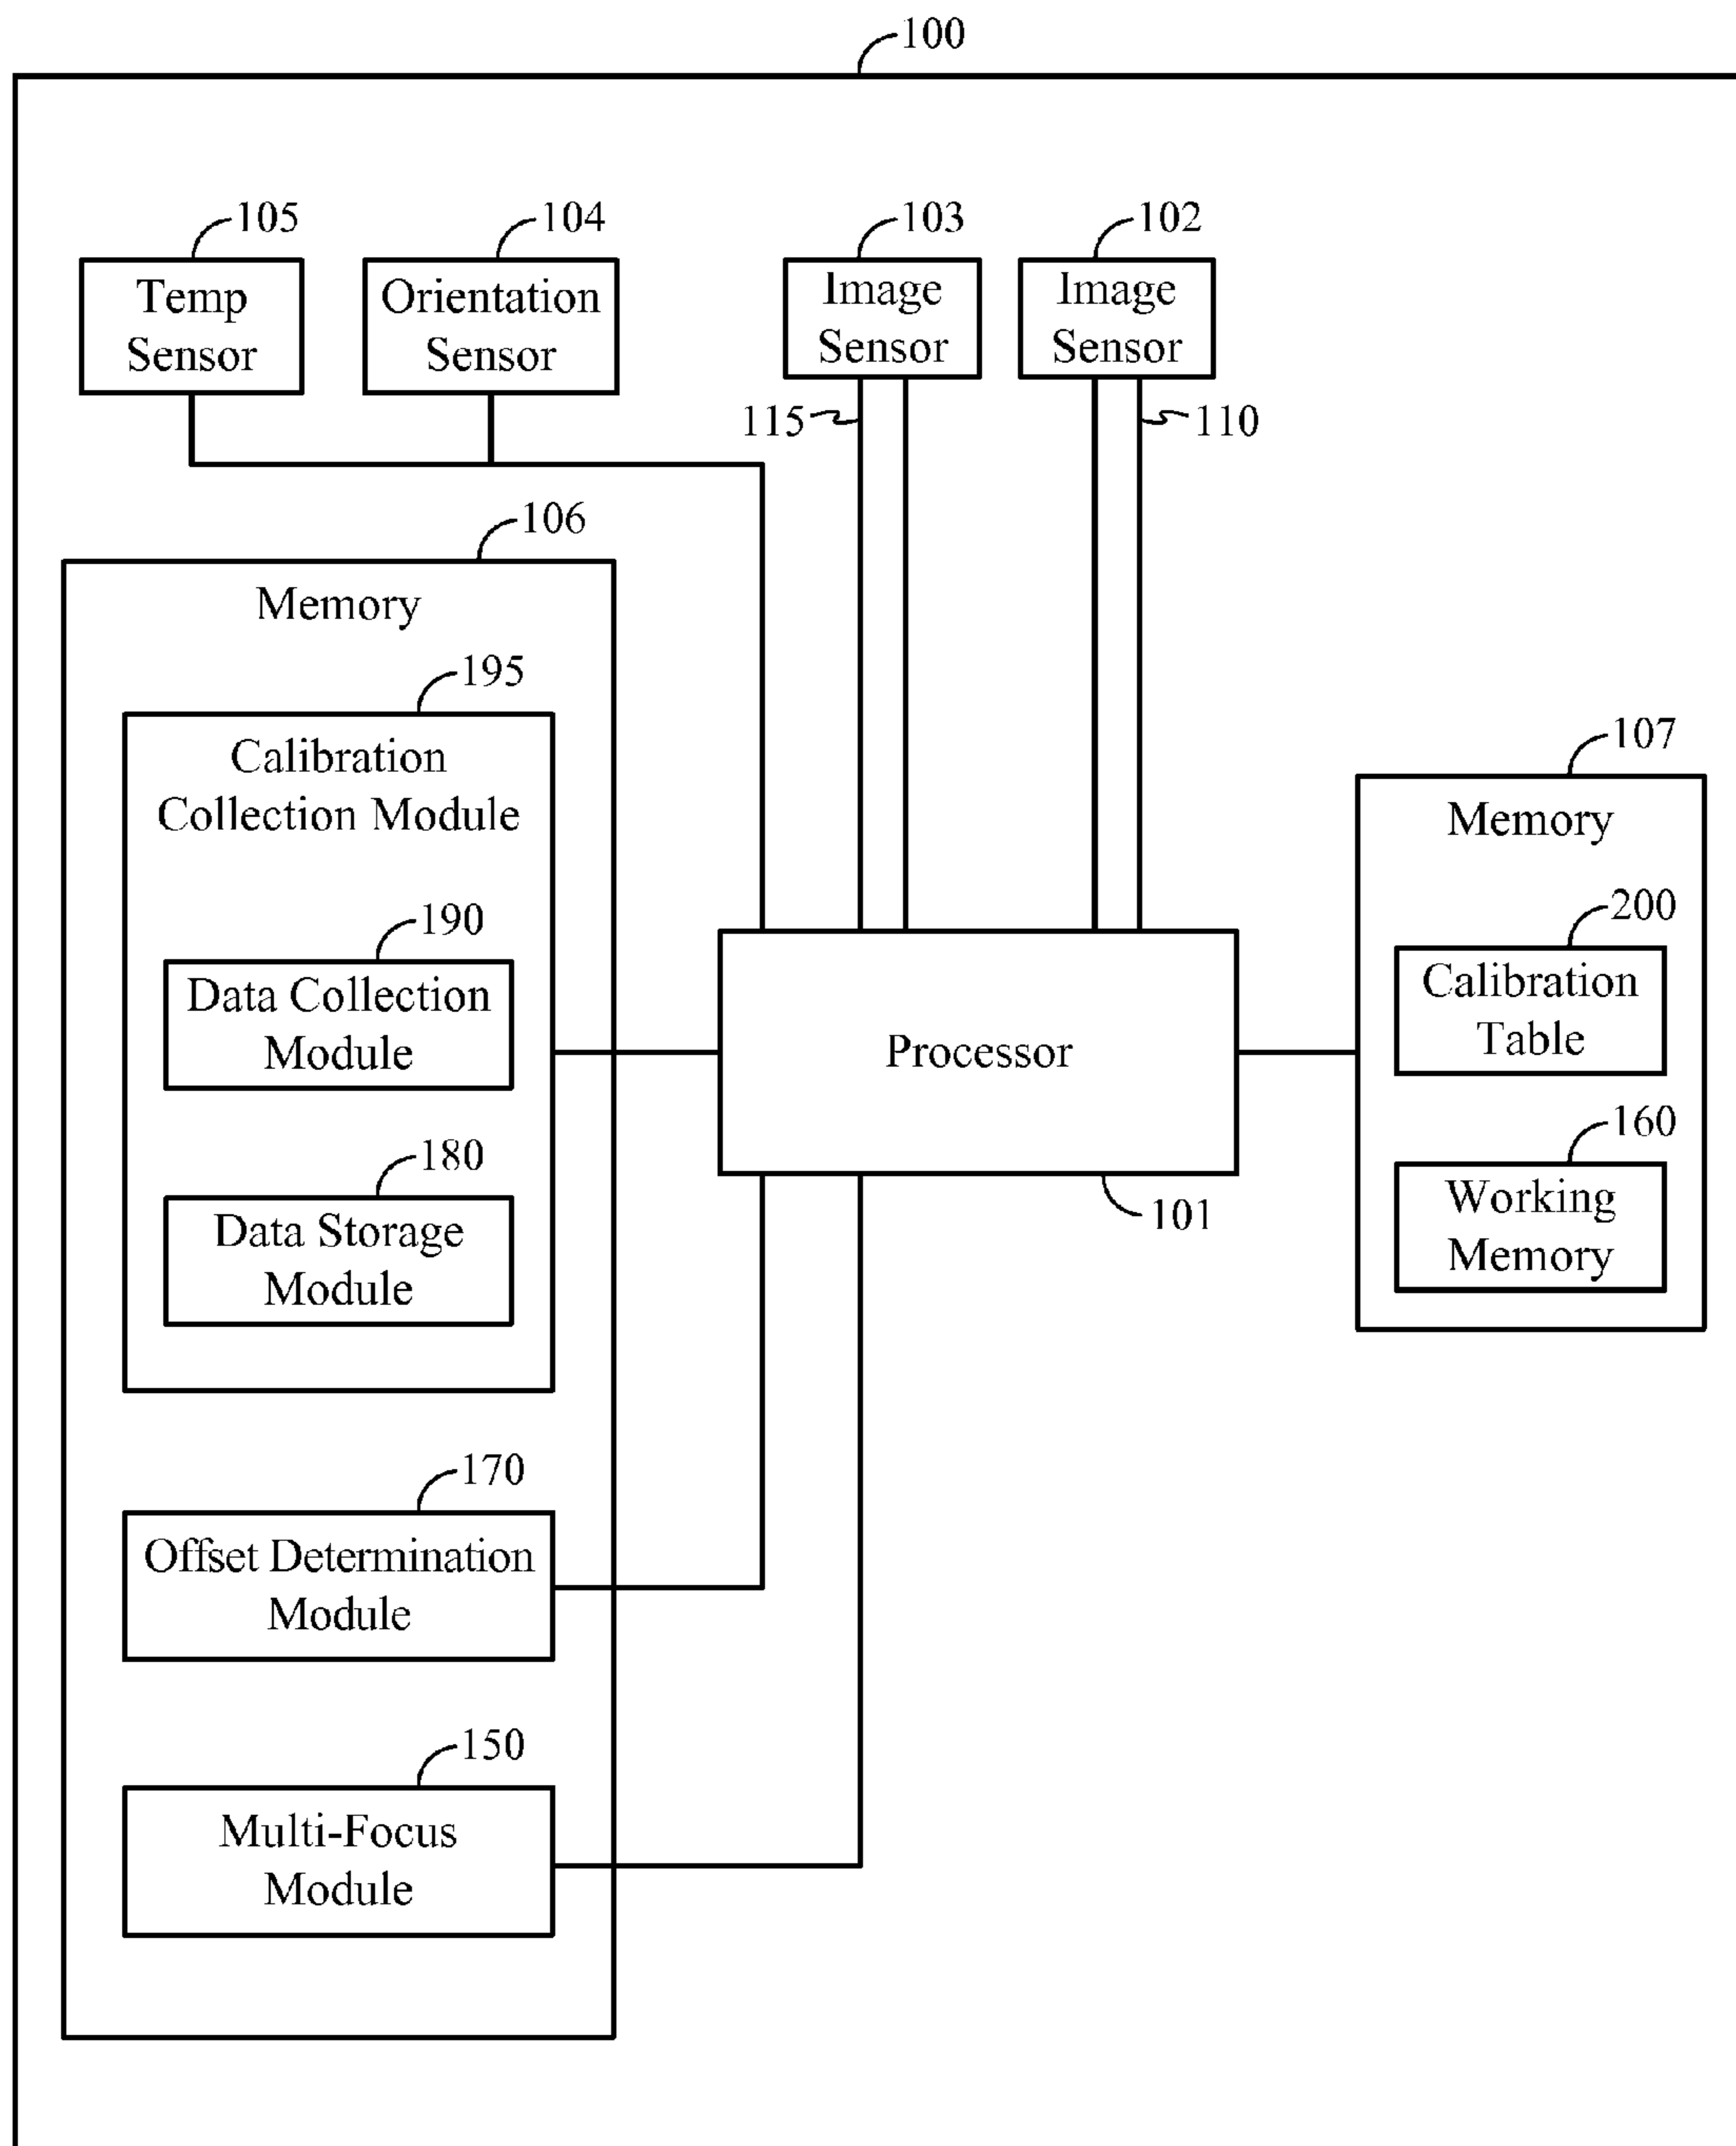 100
105
104
103
102
Temp
Sensor
Orientation
Sensor
Image
Sensor
Image
Sensor
115
110
106
Memory
195
Calibration
Collection Module
190
Data Collection
Module
180
Data Storage
Module
170
Offset Determination
Module
150
Multi-Focus
Module
Processor
101
107
Memory
200
Calibration
Table
160
Working
Memory